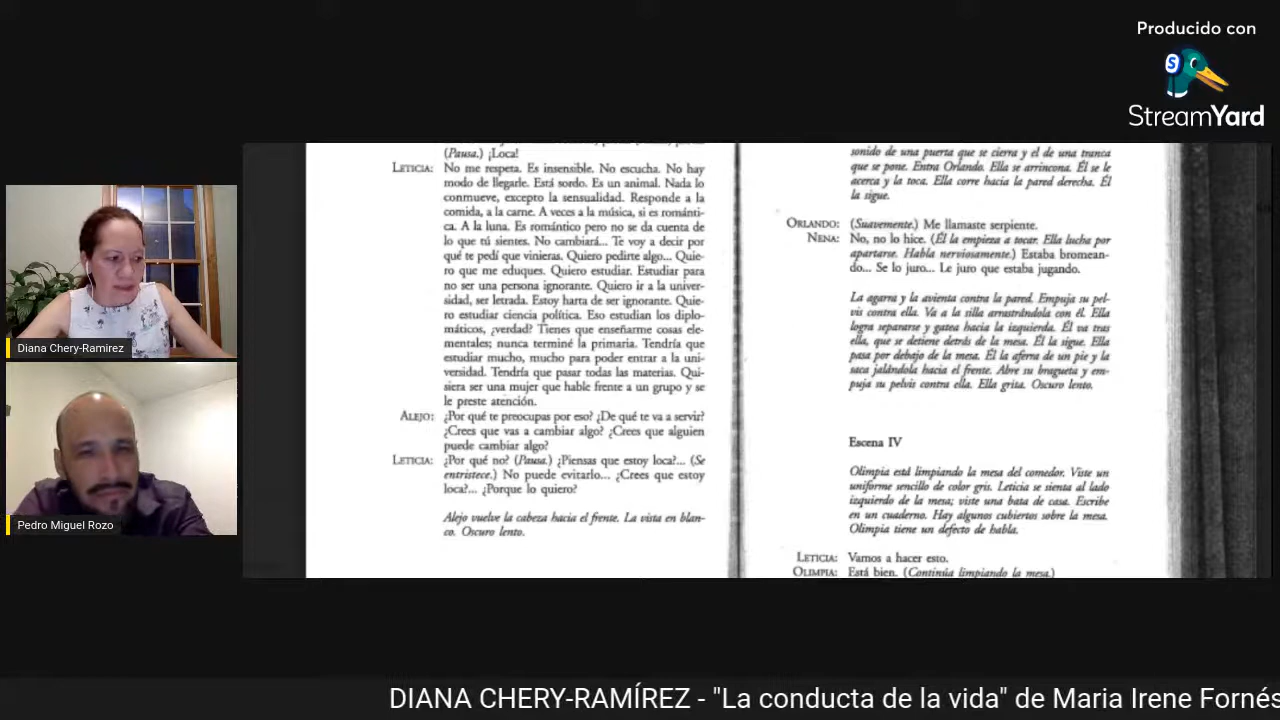 Producido con
StreamYard
Diana Chery-Ramirez
Pedro Miguel Rozo
(Pausa.) ¡Loca!
LETICIA: No me respeta. Es insensible. No escucha. No hay
modo de llegarle. Está sordo. Es un animal. Nada lo
conmueve, excepto la sensualidad. Responde a la
comida, a la carne. A veces a la música, si es románti-
ca. A la luna. Es romántico pero no se da cuenta de
lo que tú sientes. No cambiará... Te voy a decir por
qué te pedí que vinieras. Quiero pedirte algo... Quie-
ro que me eduques. Quiero estudiar. Estudiar para
no ser una persona ignorante. Quiero ir a la univer-
sidad, ser letrada. Estoy harta de ser ignorante. Quie-
ro estudiar ciencia política. Eso estudian los diplo-
máticos, ¿verdad? Tienes que enseñarme cosas ele-
mentales; nunca terminé la primaria. Tendría que
estudiar mucho, mucho para poder entrar a la uni-
versidad. Tendría que pasar todas las materias. Qui-
siera ser una mujer que hable frente a un grupo y se
le preste atención.
ALEJO: ¿Por qué te preocupas por eso? ¿De qué te va a servir?
¿Crees que vas a cambiar algo? ¿Crees que alguien
puede cambiar algo?
LETICIA: ¿Por qué no? (Pausa.) ¿Piensas que estoy loca?... (Se
entristece.) No puede evitarlo... ¿Crees que estoy
loca?... ¿Porque lo quiero?
Alejo vuelve la cabeza hacia el frente. La vista en blan-
co. Oscuro lento.
sonido de una puerta que se cierra y el de una tranca
que se pone. Entra Orlando. Ella se arrincona. Él se le
acerca y la toca. Ella corre hacia la pared derecha. Él
la sigue.
ORLANDO: (Suavemente.) Me llamaste serpiente.
NENA: No, no lo hice. (Él la empieza a tocar. Ella lucha por
apartarse. Habla nerviosamente.) Estaba bromean-
do... Se lo juro... Le juro que estaba jugando.
La agarra y la avienta contra la pared. Empuja su pel-
vis contra ella. Va a la silla arrastrándola con él. Ella
logra separarse y gatea hacia la izquierda. Él va tras
ella, que se detiene detrás de la mesa. Él la sigue. Ella
pasa por debajo de la mesa. Él la aferra de un pie y la
saca jalándola hacia el frente. Abre su bragueta y em-
puja su pelvis contra ella. Ella grita. Oscuro lento.
Escena IV
Olimpia está limpiando la mesa del comedor. Viste un
uniforme sencillo de color gris. Leticia se sienta al lado
izquierdo de la mesa; viste una bata de casa. Escribe
en un cuaderno. Hay algunos cubiertos sobre la mesa.
Olimpia tiene un defecto de habla.
LETICIA: Vamos a hacer esto.
OLIMPIA: Está bien. (Continúa limpiando la mesa.)
DIANA CHERY-RAMÍREZ - "La conducta de la vida" de Maria Irene Fornés